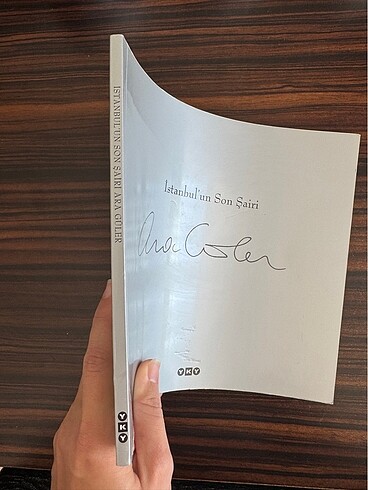 İSTANBUL'UN SON ŞAİRİ ARA GÜLER
YKY
İstanbul'un Son Şairi
Ara Güler
YKY